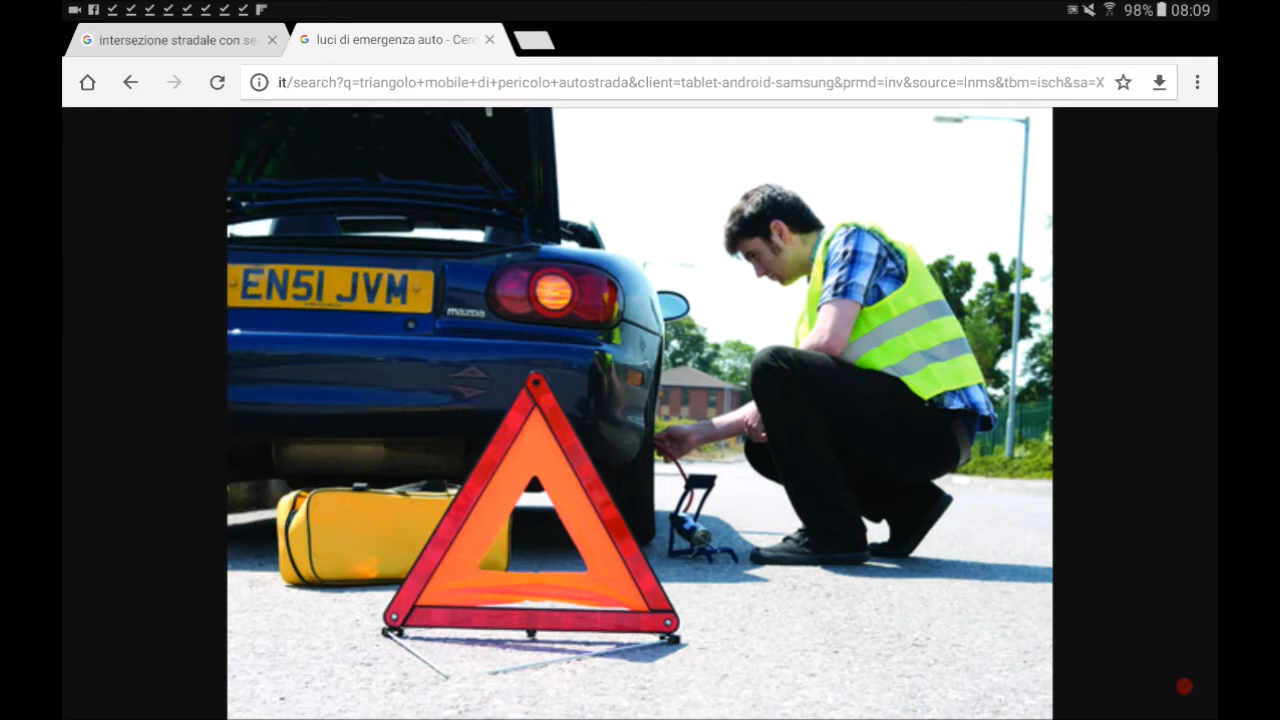 98% 08:09
intersezione stradale con se
luci di emergenza auto - Cerc
it/search?q=triangolo+mobile+di+pericolo+autostrada&client=tablet-android-samsung&prmd=inv&source=lnms&tbm=isch&sa=X
EN51 JVM
mazda